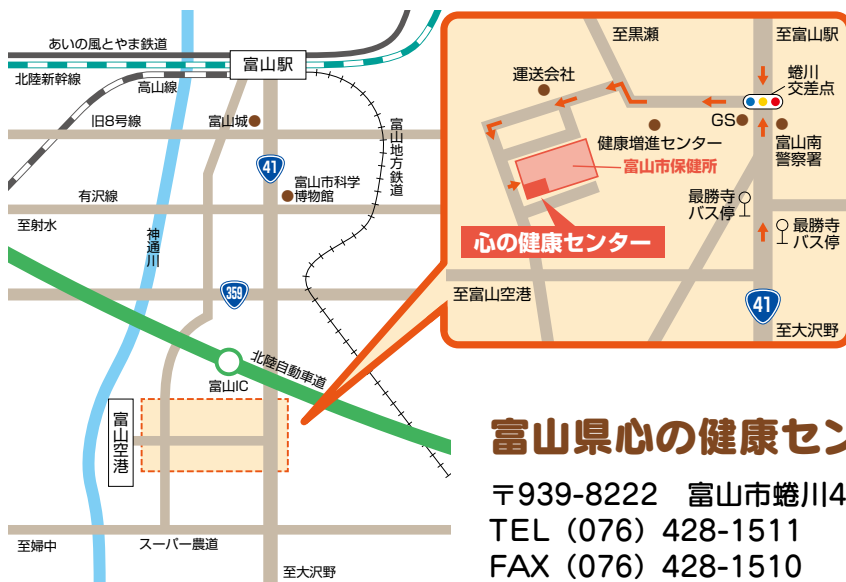 あいの風とやま鉄道
北陸新幹線
高山線
富山駅
旧8号線
富山城
富山地方鉄道
41
富山市科学
博物館
有沢線
至射水
神通川
359
北陸自動車道
富山IC
富山空港
至婦中
スーパー農道
至大沢野
至黒瀬
至富山駅
運送会社
蜷川
交差点
GS
健康増進センター
富山南
警察署
富山市保健所
最勝寺
バス停
最勝寺
バス停
心の健康センター
至富山空港
41
至大沢野
富山県心の健康セン
〒939-8222 富山市蜷川4
TEL(076)428-1511
FAX(076)428-1510